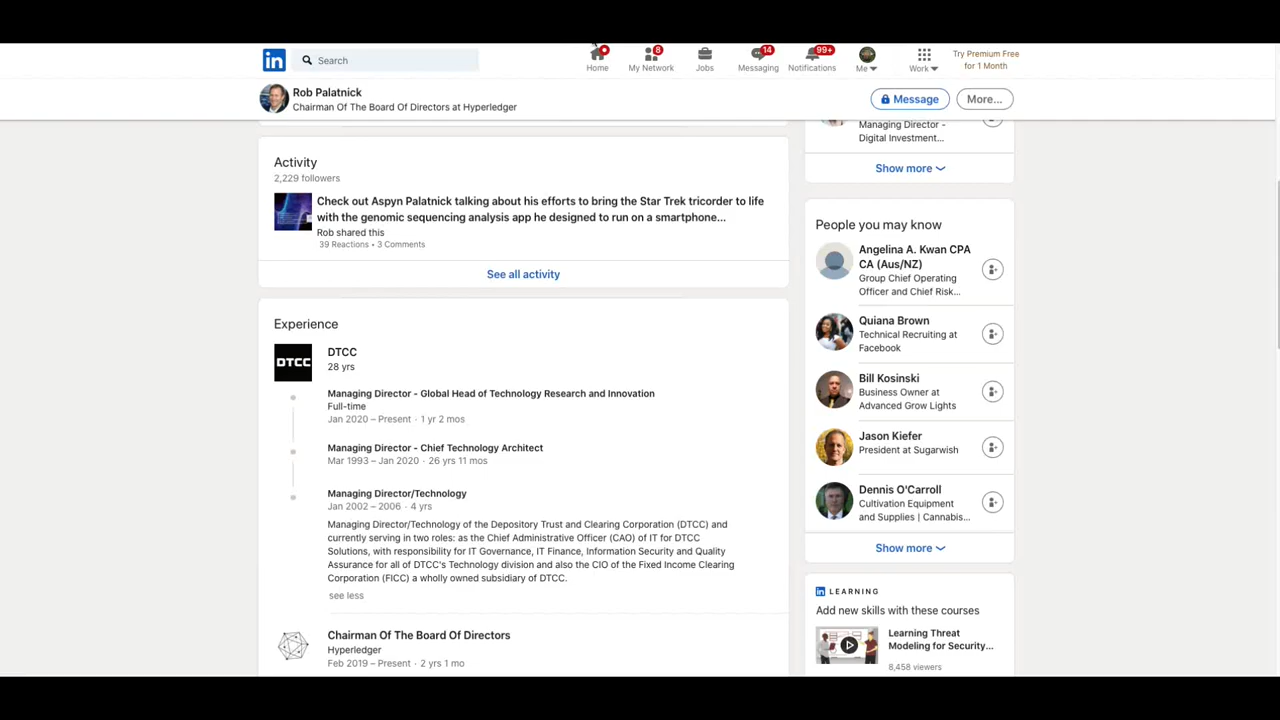 in
Search
Home
8
My Network
Jobs
14
Messaging
99+
Notifications
Me
Work
Try Premium Free
for 1 Month
Rob Palatnick
Chairman Of The Board Of Directors at Hyperledger
Message
More...
Activity
2,229 followers
Check out Aspyn Palatnick talking about his efforts to bring the Star Trek tricorder to life
with the genomic sequencing analysis app he designed to run on a smartphone...
Rob shared this
39 Reactions • 3 Comments
See all activity
Experience
DTCC
DTCC
28 yrs
Managing Director - Global Head of Technology Research and Innovation
Full-time
Jan 2020 – Present · 1 yr 2 mos
Managing Director - Chief Technology Architect
Mar 1993 – Jan 2020 · 26 yrs 11 mos
Managing Director/Technology
Jan 2002 – 2006 · 4 yrs
Managing Director/Technology of the Depository Trust and Clearing Corporation (DTCC) and
currently serving in two roles: as the Chief Administrative Officer (CAO) of IT for DTCC
Solutions, with responsibility for IT Governance, IT Finance, Information Security and Quality
Assurance for all of DTCC's Technology division and also the CIO of the Fixed Income Clearing
Corporation (FICC) a wholly owned subsidiary of DTCC.
see less
Chairman Of The Board Of Directors
Hyperledger
Feb 2019 – Present · 2 yrs 1 mo
Managing Director -
Digital Investment...
Show more
People you may know
Angelina A. Kwan CPA
CA (Aus/NZ)
Group Chief Operating
Officer and Chief Risk...
Quiana Brown
Technical Recruiting at
Facebook
Bill Kosinski
Business Owner at
Advanced Grow Lights
Jason Kiefer
President at Sugarwish
Dennis O'Carroll
Cultivation Equipment
and Supplies | Cannabis...
Show more
in LEARNING
Add new skills with these courses
Learning Threat
Modeling for Security...
8,458 viewers